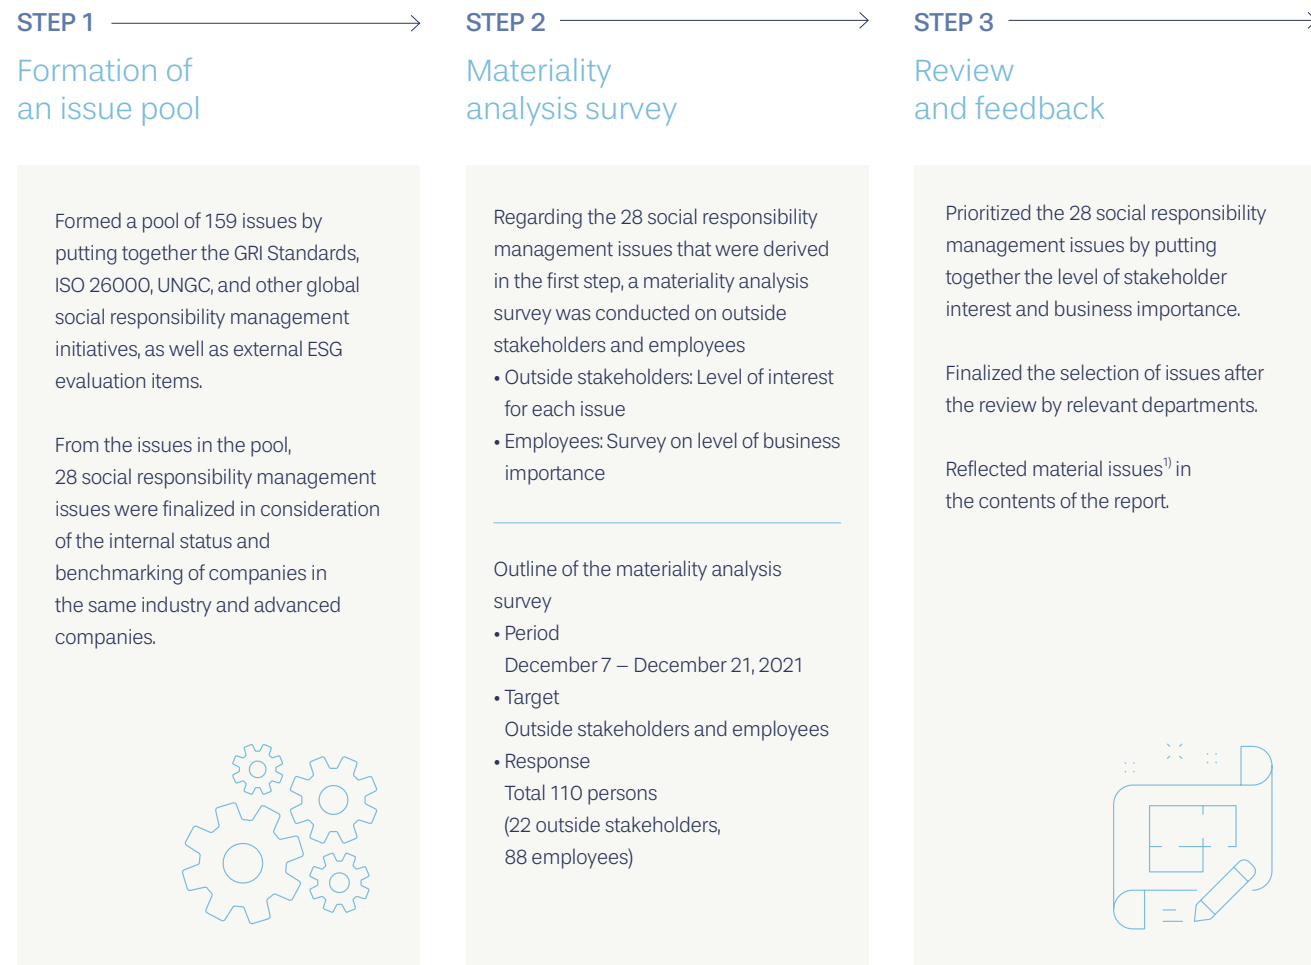 STEP 1
Formation of
an issue pool
Formed a pool of 159 issues by
putting together the GRI Standards,
ISO 26000, UNGC, and other global
social responsibility management
initiatives, as well as external ESG
evaluation items.
From the issues in the pool,
28 social responsibility management
issues were finalized in consideration
of the internal status and
benchmarking of companies in
the same industry and advanced
companies.
STEP 2
Materiality
analysis survey
Regarding the 28 social responsibility
management issues that were derived
in the first step, a materiality analysis
survey was conducted on outside
stakeholders and employees
• Outside stakeholders: Level of interest
for each issue
• Employees: Survey on level of business
importance
Outline of the materiality analysis
survey
• Period
December 7 – December 21, 2021
• Target
Outside stakeholders and employees
• Response
Total 110 persons
(22 outside stakeholders,
88 employees)
STEP 3
Review
and feedback
Prioritized the 28 social responsibility
management issues by putting
together the level of stakeholder
interest and business importance.
Finalized the selection of issues after
the review by relevant departments.
Reflected material issues1) in
the contents of the report.